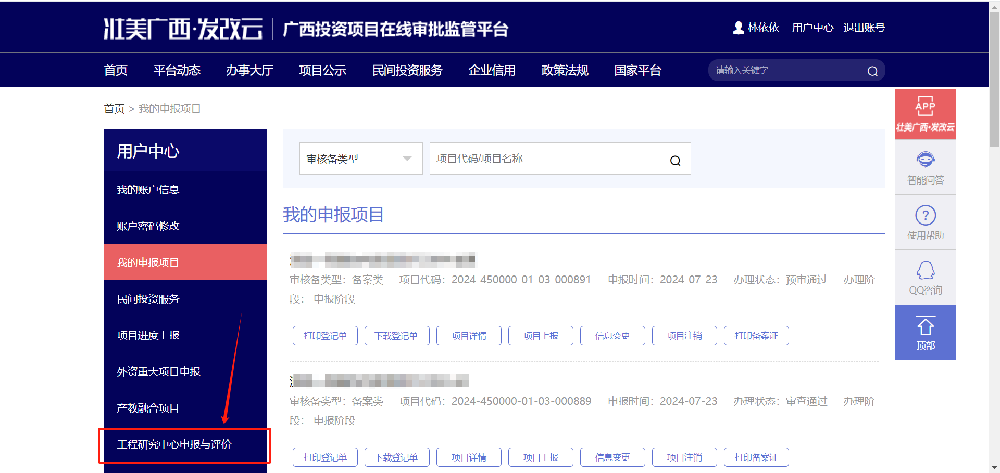 壮美广西·发改云 广西投资项目在线审批监管平台
林依依 用户中心 退出账号
首页 平台动态 办事大厅 项目公示 民间投资服务 企业信用 政策法规 国家平台 请输入关键字
首页 > 我的申报项目
用户中心
我的账户信息
账户密码修改
我的申报项目
民间投资服务
项目进度上报
外资重大项目申报
产教融合项目
工程研究中心申报与评价
审核备类型 项目代码/项目名称
我的申报项目
审核备类型：备案类 项目代码：2024-450000-01-03-000891 申报时间：2024-07-23 办理状态：预审通过 办理阶
段： 申报阶段
打印登记单 下载登记单 项目详情 项目上报 信息变更 项目注销 打印备案证
审核备类型：备案类 项目代码：2024-450000-01-03-000889 申报时间：2024-07-23 办理状态：审查通过 办理阶
段： 申报阶段
打印登记单 下载登记单 项目详情 项目上报 信息变更 项目注销 打印备案证
APP
壮美广西·发改云
智能问答
?
使用帮助
QQ咨询
顶部